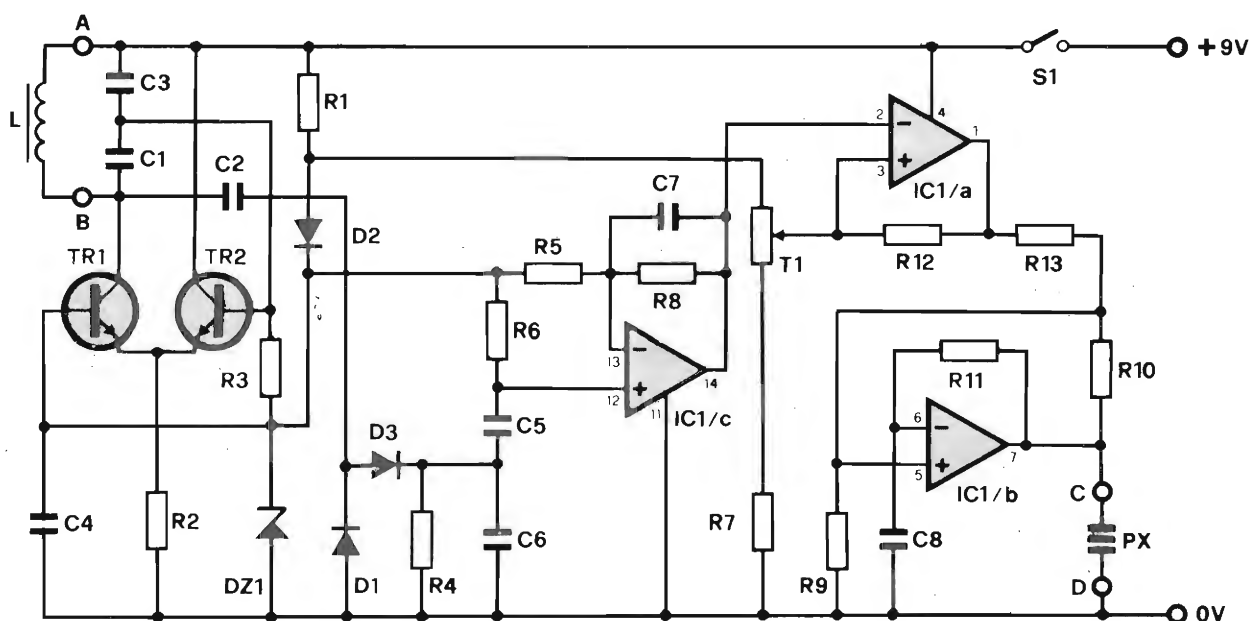 A
+9V
C3
S1
R1
L
4
2
−
1
C1
C2
3
+
IC1/a
C7
B
D2
T1
R12
R13
TR1
TR2
R5
R8
R6
R3
R11
R10
13
−
14
12
+
11
IC1/c
C5
6
−
7
5
+
IC1/b
D3
C
C4
R2
R7
C8
PX
C6
R9
D
DZ1
D1
R4
0V